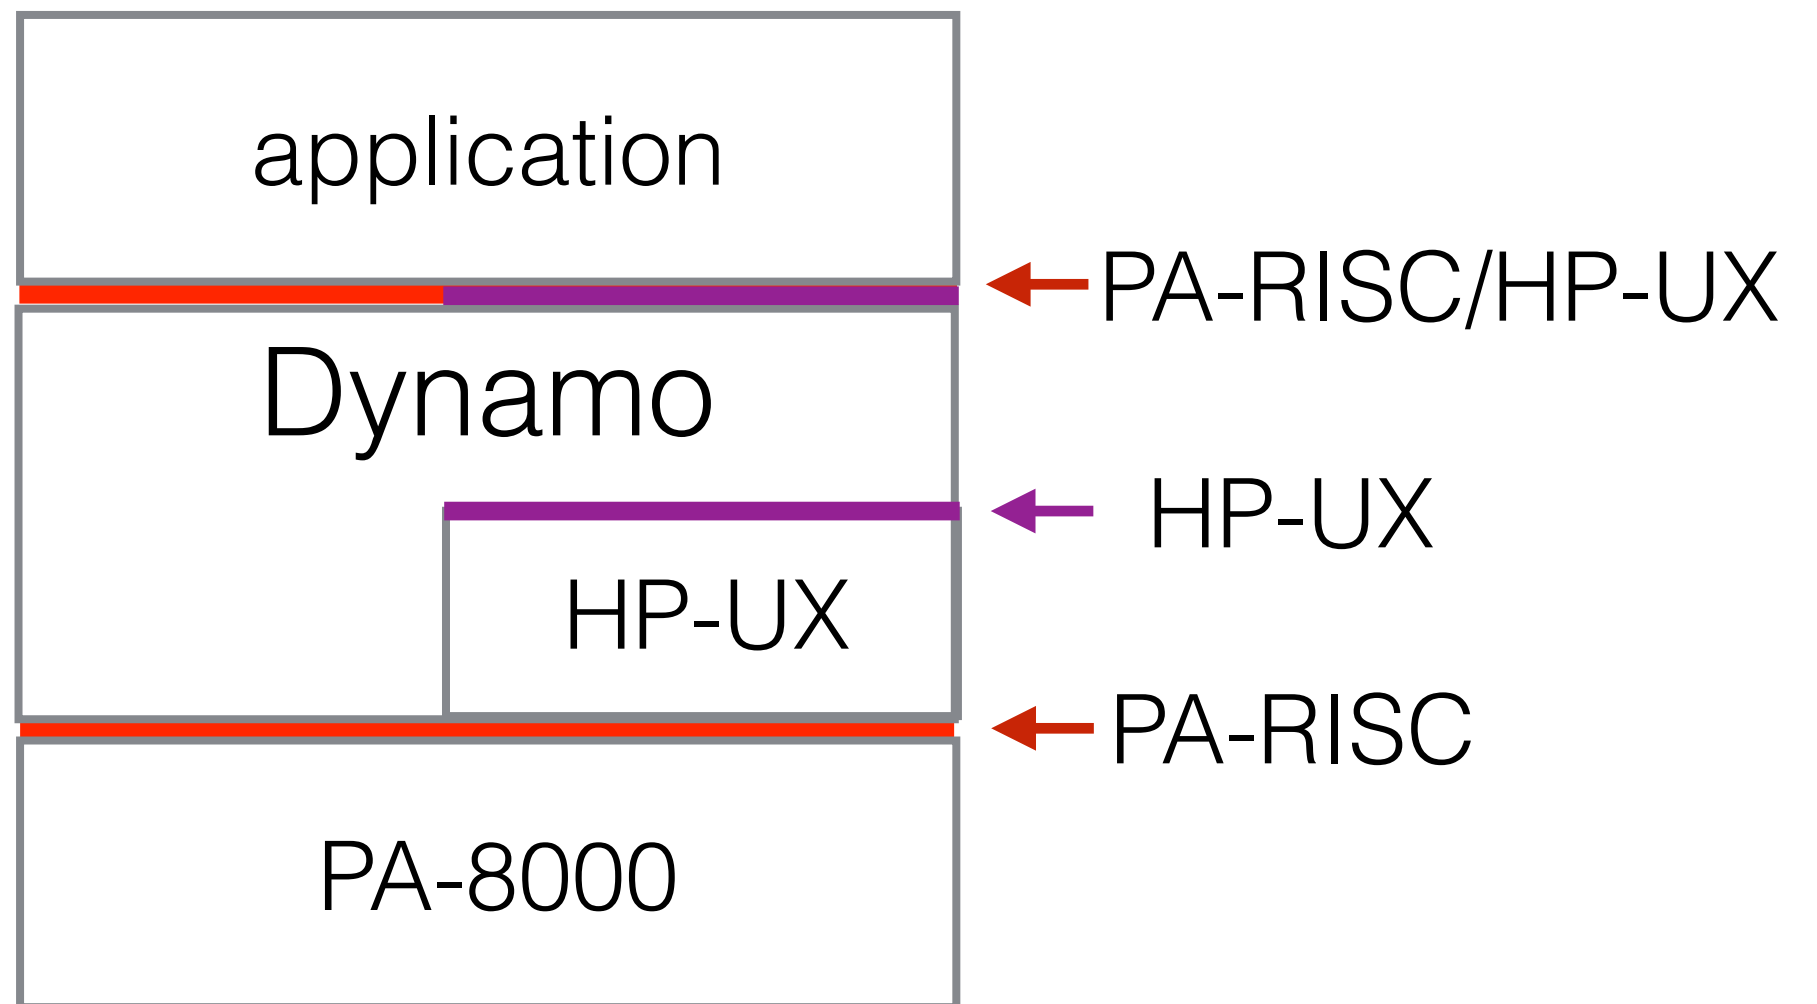 application
PA-RISC/HP-UX
Dynamo
HP-UX
HP-UX
PA-RISC
PA-8000